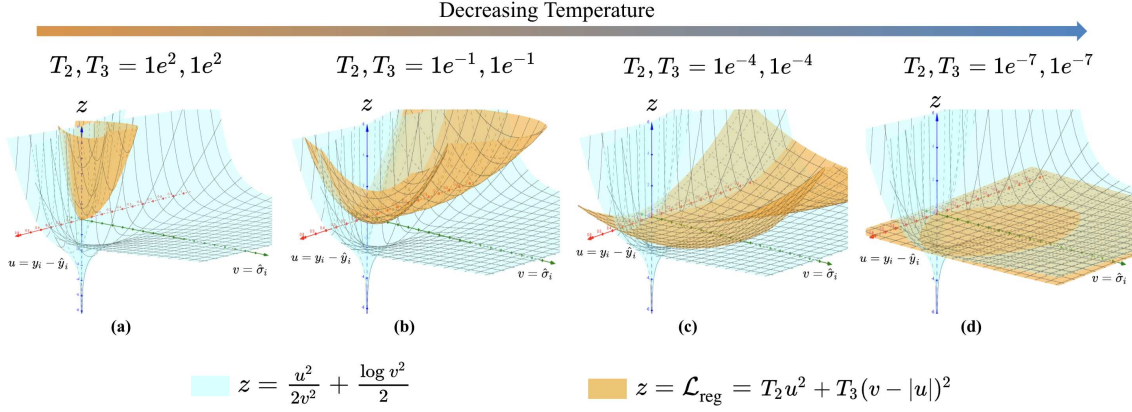 Decreasing Temperature
T₂, T₃ = 1e², 1e²
T₂, T₃ = 1e⁻¹, 1e⁻¹
T₂, T₃ = 1e⁻⁴, 1e⁻⁴
T₂, T₃ = 1e⁻⁷, 1e⁻⁷
z
z
z
z
u = yᵢ − ŷᵢ
v = σ̂ᵢ
u = yᵢ − ŷᵢ
v = σ̂ᵢ
u = yᵢ − ŷᵢ
v = σ̂ᵢ
u = yᵢ − ŷᵢ
v = σ̂ᵢ
(a)
(b)
(c)
(d)
z = u²/2v² + log v²/2
z = ℒreg = T₂u² + T₃(v − |u|)²